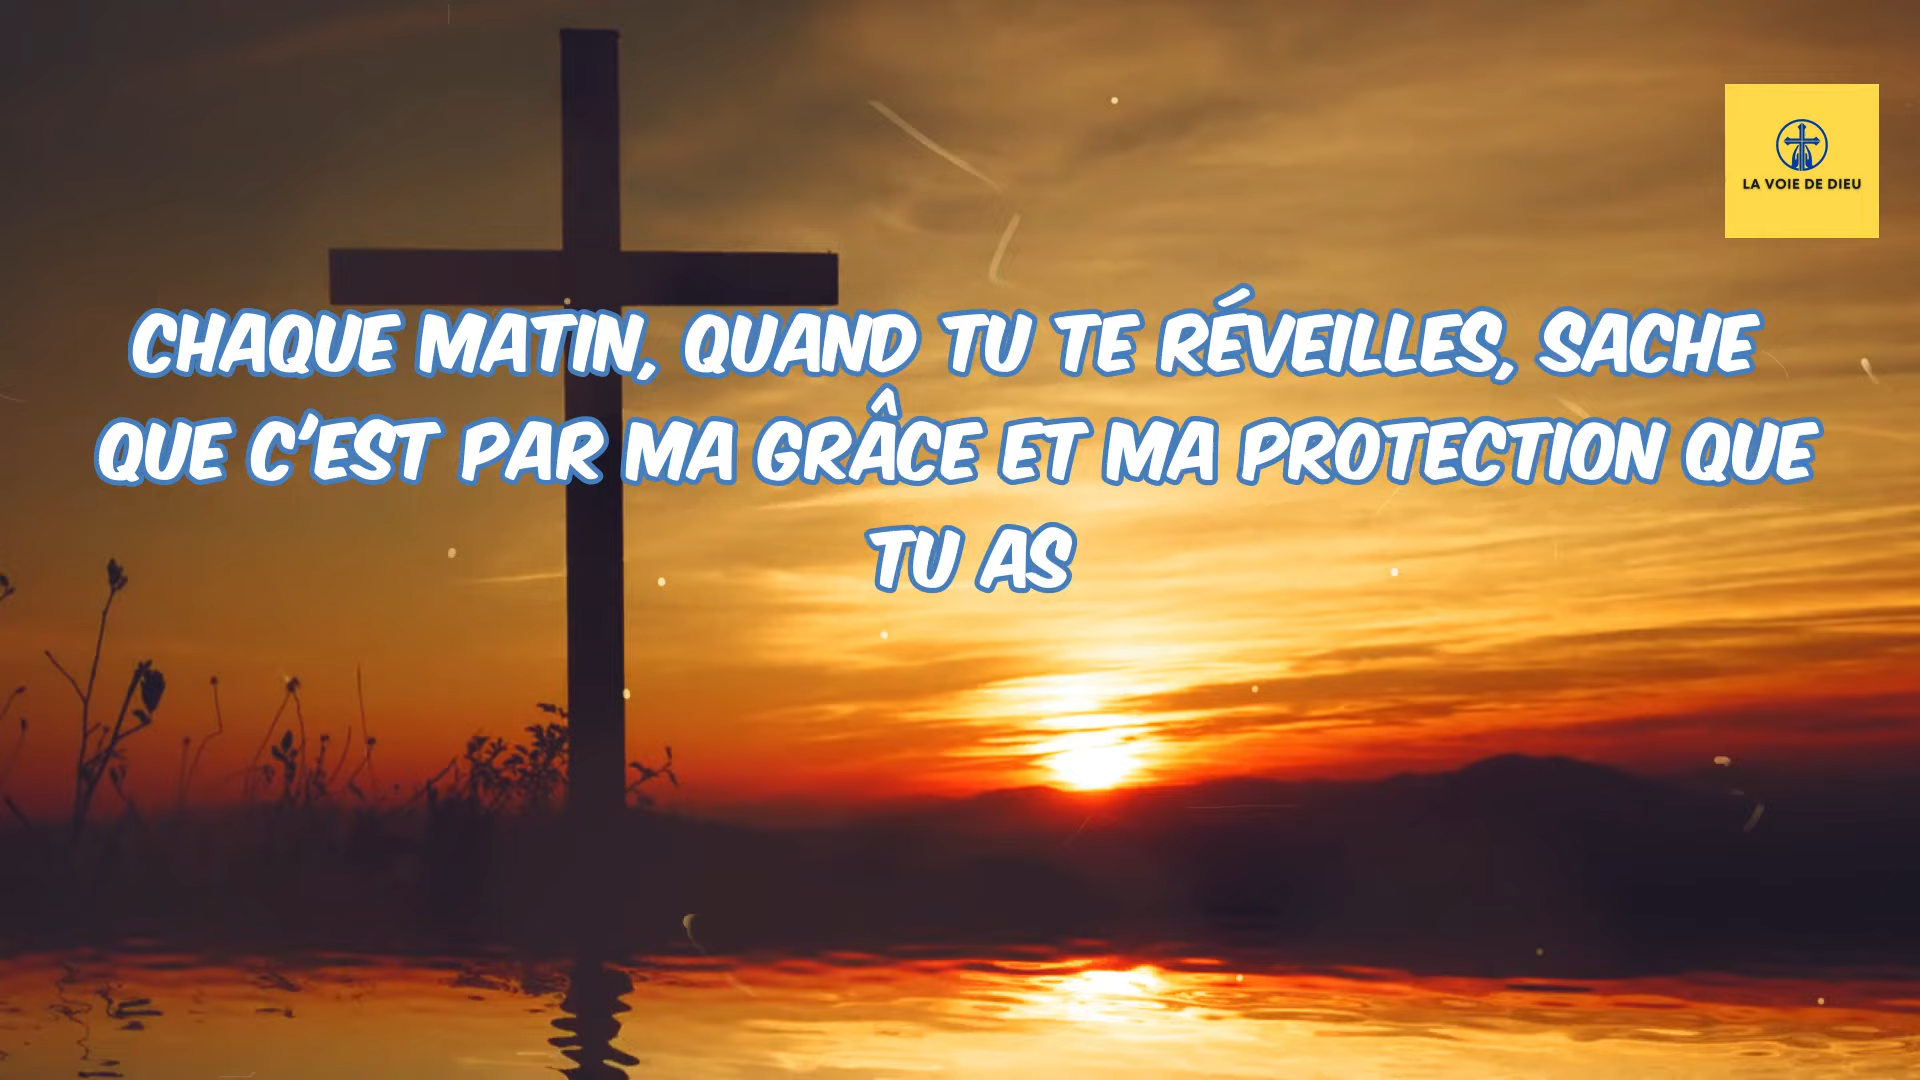 LA VOIE DE DIEU
CHAQUE MATIN, QUAND TU TE RÉVEILLES, SACHE
QUE C'EST PAR MA GRÂCE ET MA PROTECTION QUE
TU AS